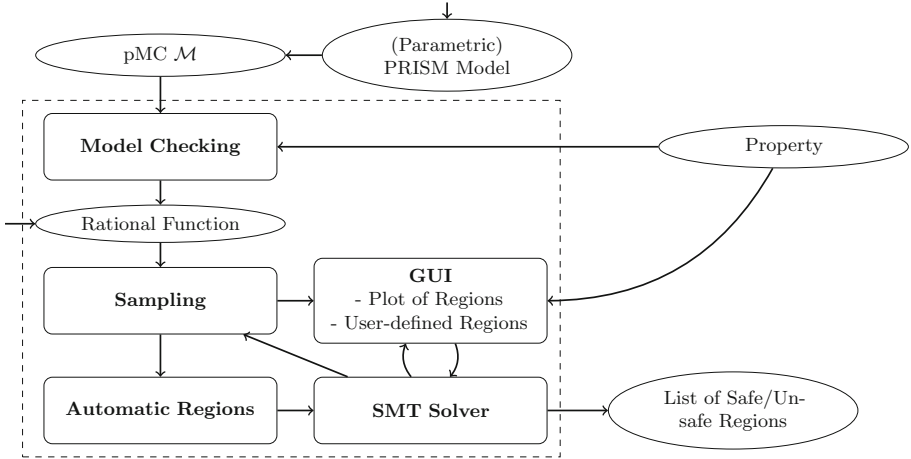 (Parametric)
PRISM Model
pMC ℳ
Model Checking
Property
Rational Function
Sampling
GUI
- Plot of Regions
- User-defined Regions
Automatic Regions
SMT Solver
List of Safe/Un-
safe Regions